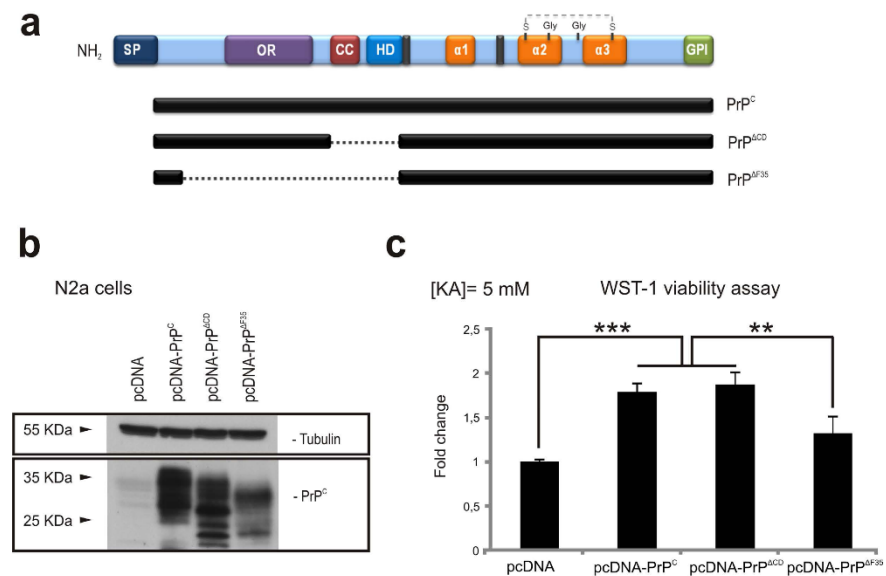 a
S Gly Gly S
NH2 SP OR CC HD α1 α2 α3 GPI
PrPC
PrPΔCD
PrPΔF35
b
N2a cells
pcDNA
pcDNA-PrPC
pcDNA-PrPΔCD
pcDNA-PrPΔF35
55 KDa ►
- Tubulin
35 KDa ►
- PrPC
25 KDa ►
c
[KA]= 5 mM WST-1 viability assay
Fold change
2,5
2
1,5
1
0,5
0
*** **
pcDNA pcDNA-PrPC pcDNA-PrPΔCD pcDNA-PrPΔF35